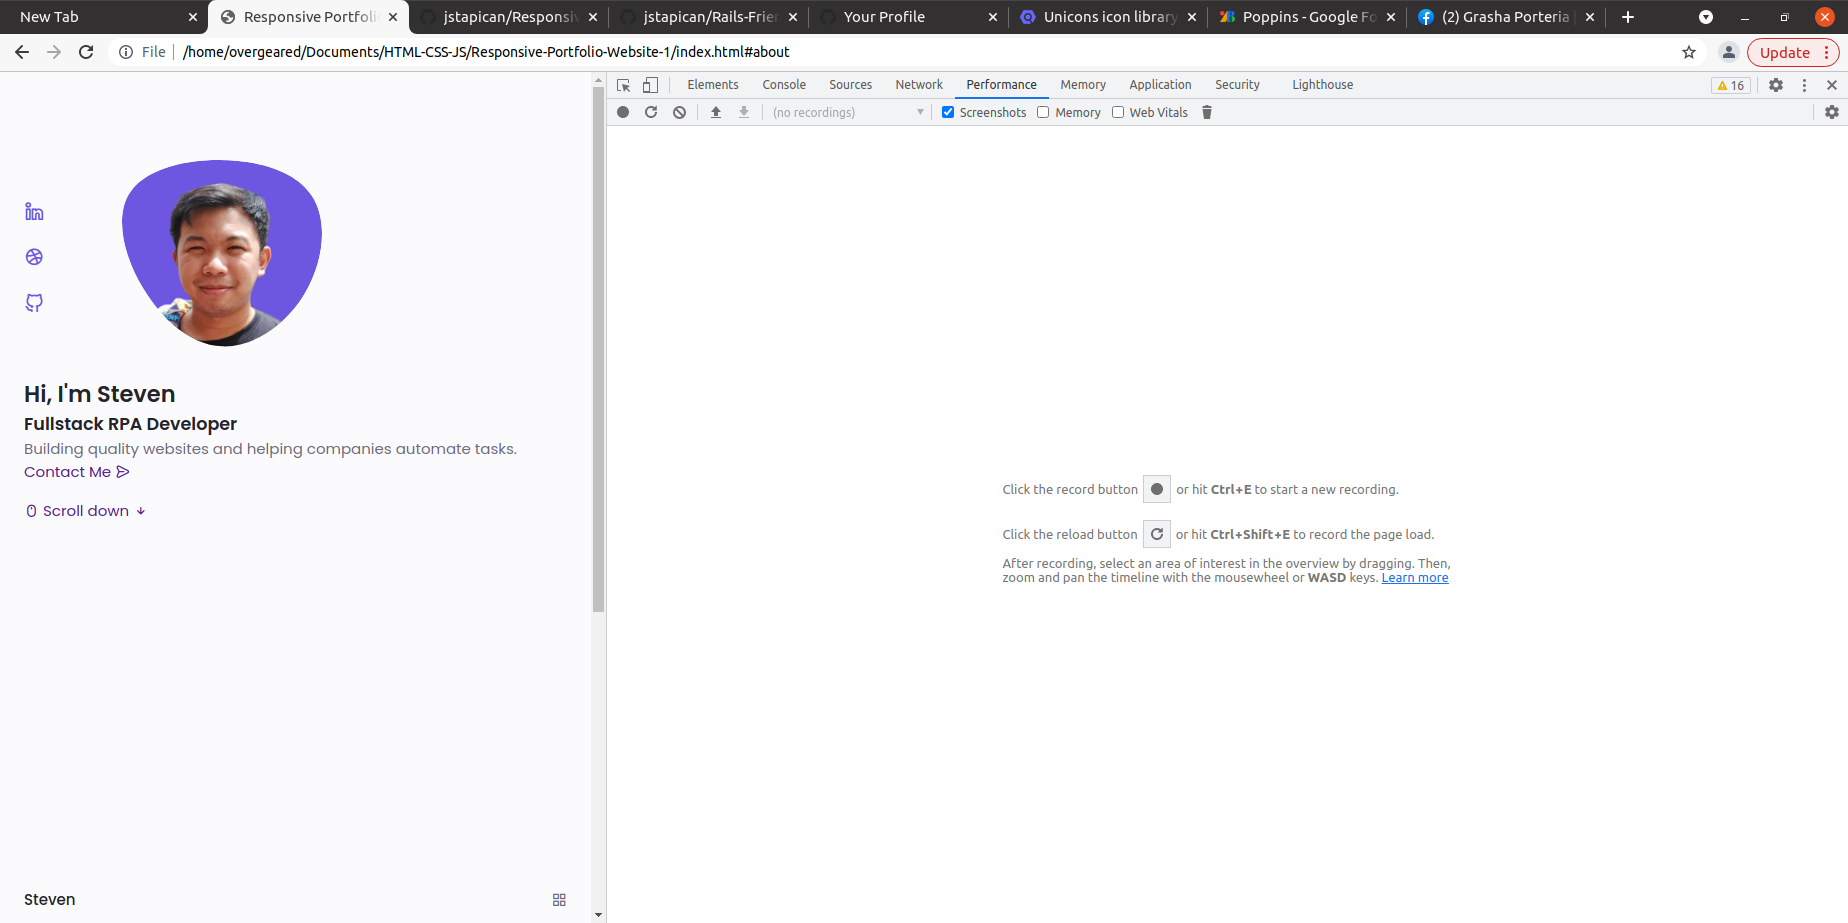 New Tab
Responsive Portfoli
jstapican/Responsiv
jstapican/Rails-Frier
Your Profile
Unicons icon library
Poppins - Google Fo
(2) Grasha Porteria
File
/home/overgeared/Documents/HTML-CSS-JS/Responsive-Portfolio-Website-1/index.html#about
Update
Elements Console Sources Network Performance Memory Application Security Lighthouse
16
(no recordings)
Screenshots
Memory
Web Vitals
Hi, I'm Steven
Fullstack RPA Developer
Building quality websites and helping companies automate tasks.
Contact Me
Scroll down
Steven
Click the record button or hit Ctrl+E to start a new recording.
Click the reload button or hit Ctrl+Shift+E to record the page load.
After recording, select an area of interest in the overview by dragging. Then,
zoom and pan the timeline with the mousewheel or WASD keys. Learn more